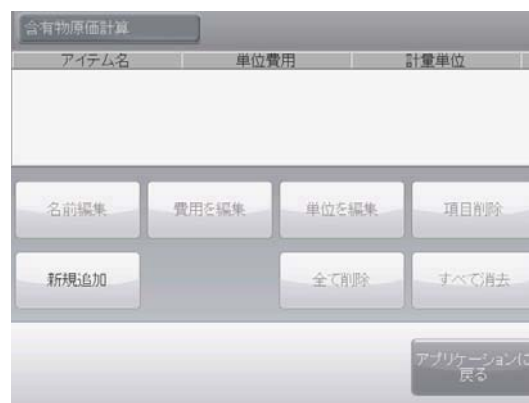 含有物原価計算
アイテム名 単位費用 計量単位
名前編集 費用を編集 単位を編集 項目削除
新規追加 全て削除 すべて消去
アプリケーションに
戻る